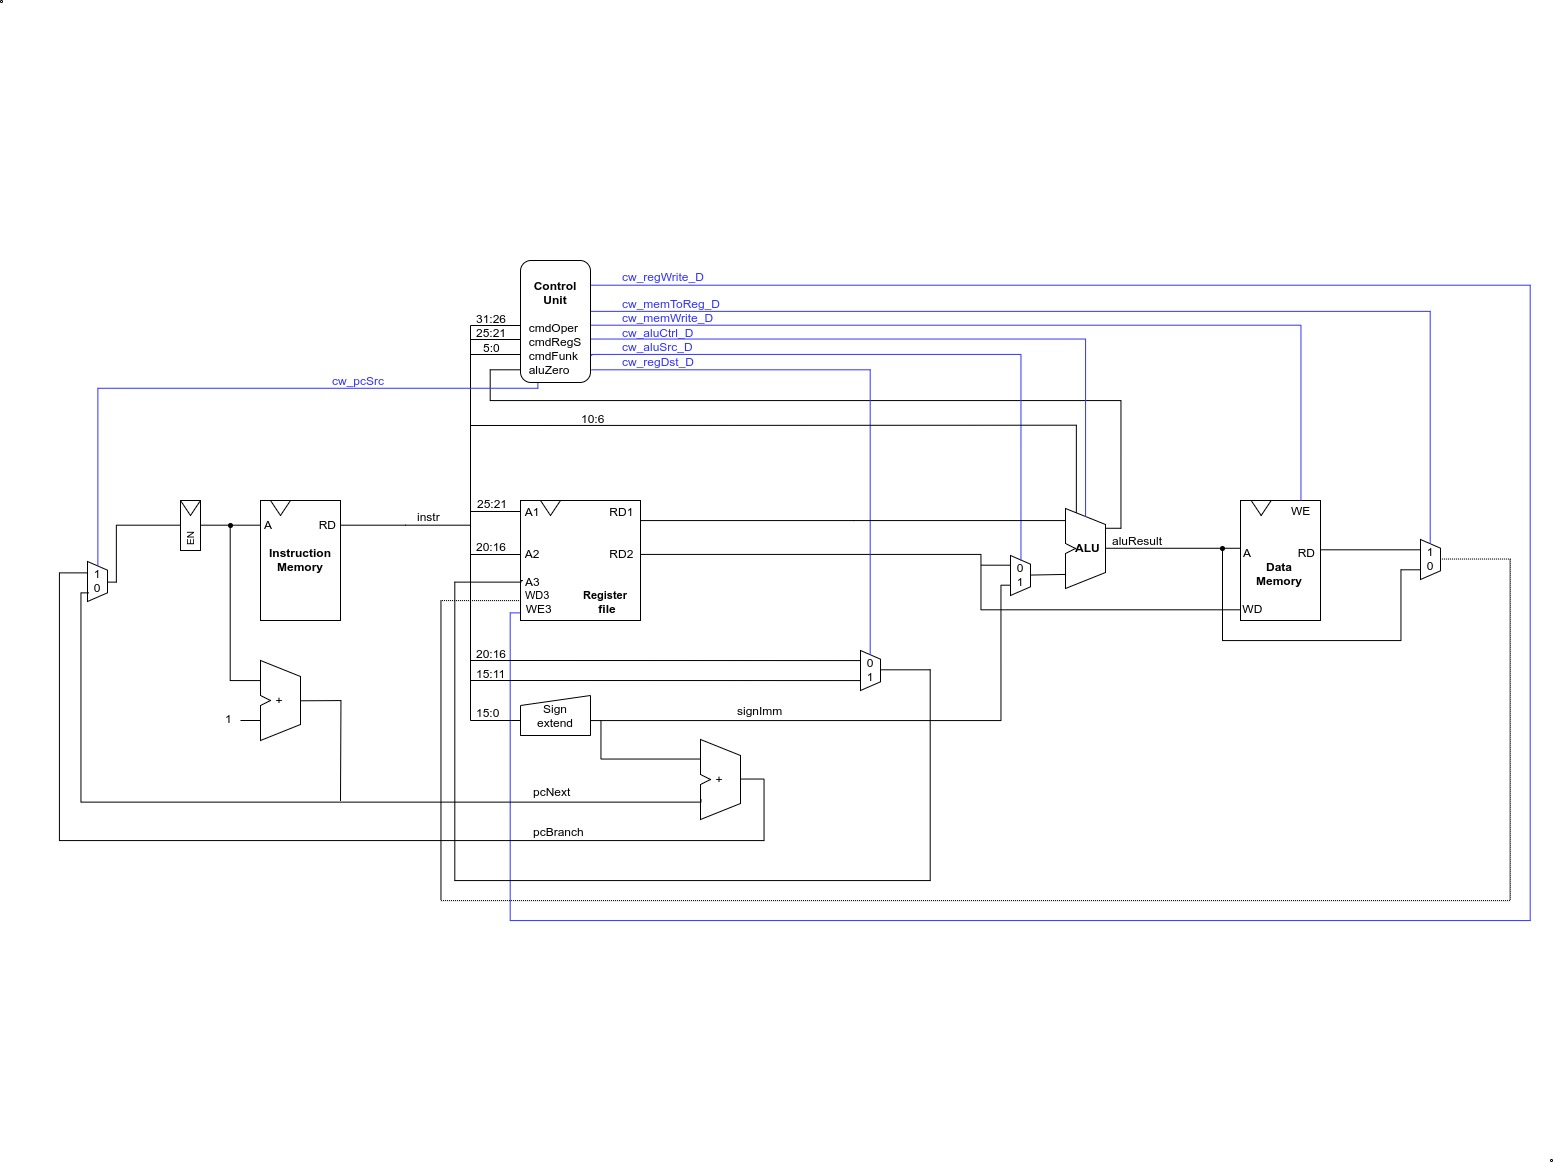 cw_regWrite_D
Control
Unit
cw_memToReg_D
31:26
cw_memWrite_D
cmdOper
25:21
cw_aluCtrl_D
cmdRegS
5:0
cw_aluSrc_D
cmdFunk
cw_regDst_D
aluZero
cw_pcSrc
10:6
25:21
A1
RD1
WE
instr
A
RD
EN
Instruction
Memory
20:16
A2
RD2
ALU
aluResult
A
RD
Data
Memory
1
0
1
0
0
1
A3
WD3
WE3
Register
file
WD
20:16
0
15:11
1
+
1
15:0
Sign
extend
signImm
+
pcNext
pcBranch